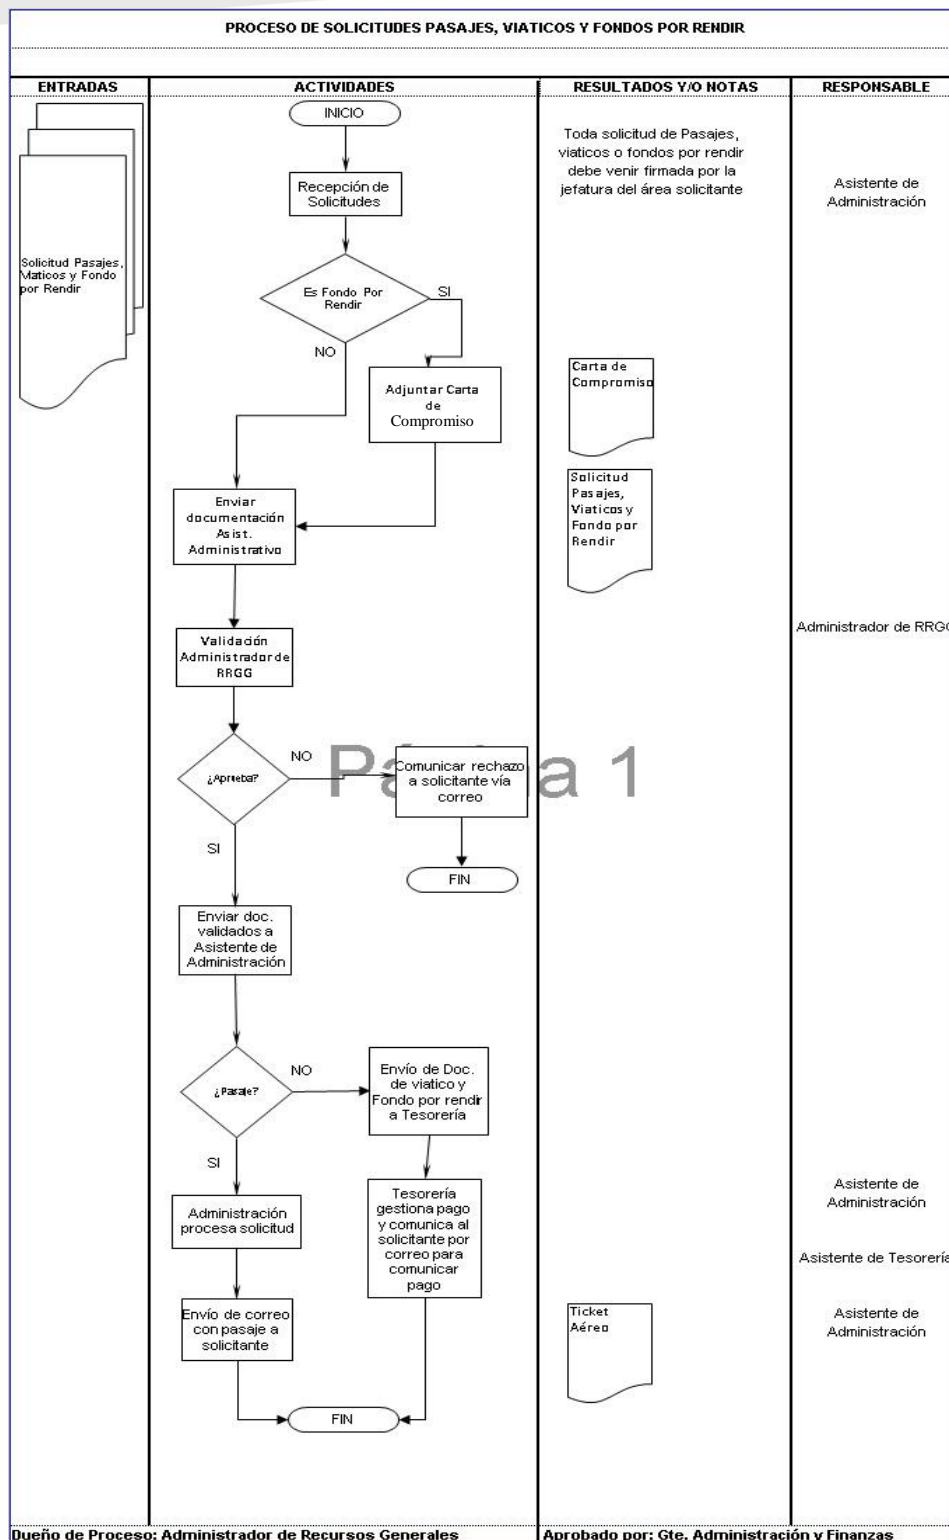 PROCESO DE SOLICITUDES PASAJES, VIATICOS Y FONDOS POR RENDIR
ENTRADAS
ACTIVIDADES
RESULTADOS Y/O NOTAS
RESPONSABLE
INICIO
Toda solicitud de Pasajes,
viaticos o fondos por rendir
debe venir firmada por la
jefatura del área solicitante
Recepción de
Solicitudes
Asistente de
Administración
Solicitud Pasajes,
Viaticos y Fondo
por Rendir
Es Fondo Por
Rendir
SI
NO
Adjuntar Carta
de
Compromiso
Carta de
Compromiso
Enviar
documentación
Asist.
Administrativo
Solicitud
Pasajes,
Viaticos y
Fondo por
Rendir
Validación
Administrador de
RRGG
Administrador de RRGG
¿Aprueba?
NO
Comunicar rechazo
a solicitante vía
correo
Página 1
SI
FIN
Enviar doc.
validados a
Asistente de
Administración
¿Pasaje?
NO
Envío de Doc.
de viatico y
Fondo por rendir
a Tesorería
SI
Administración
procesa solicitud
Tesorería
gestiona pago
y comunica al
solicitante por
correo para
comunicar
pago
Asistente de
Administración
Asistente de Tesorería
Envío de correo
con pasaje a
solicitante
Ticket
Aéreo
Asistente de
Administración
FIN
Dueño de Proceso: Administrador de Recursos Generales
Aprobado por: Gte. Administración y Finanzas